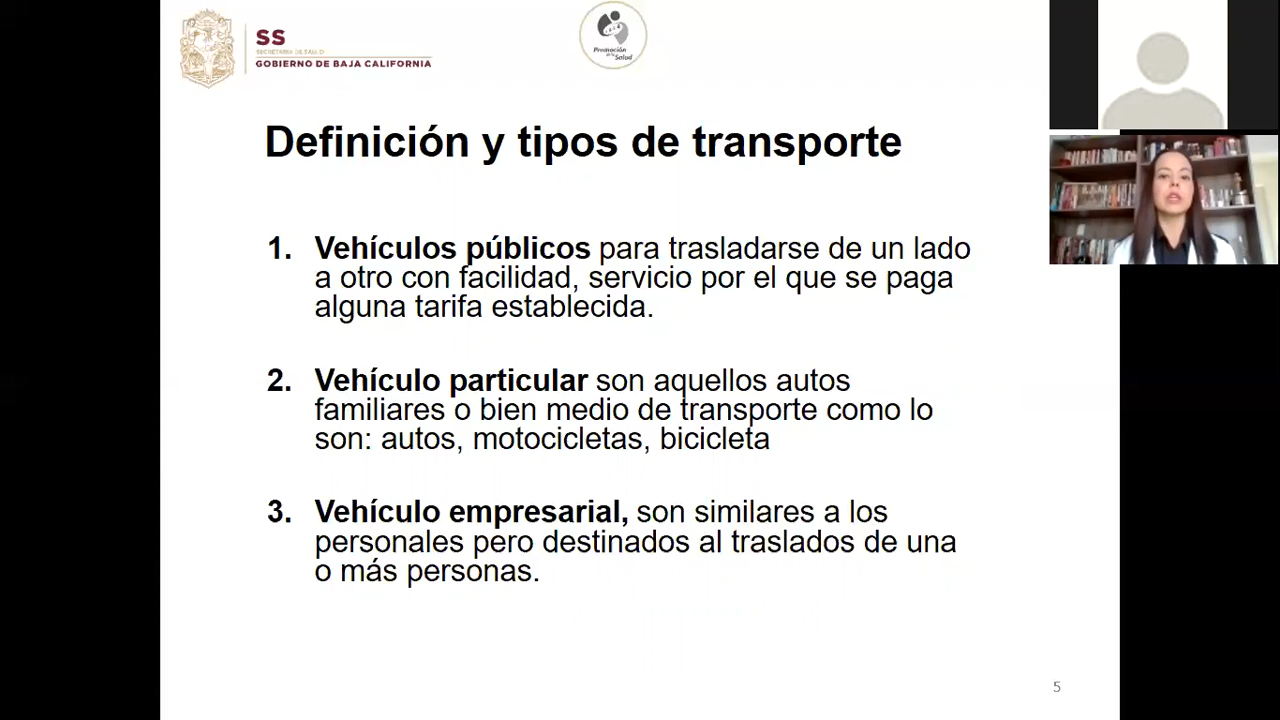 SS
SECRETARÍA DE SALUD
GOBIERNO DE BAJA CALIFORNIA
Promoción
de la
Salud
Definición y tipos de transporte
1. Vehículos públicos para trasladarse de un lado
a otro con facilidad, servicio por el que se paga
alguna tarifa establecida.
2. Vehículo particular son aquellos autos
familiares o bien medio de transporte como lo
son: autos, motocicletas, bicicleta
3. Vehículo empresarial, son similares a los
personales pero destinados al traslados de una
o más personas.
5